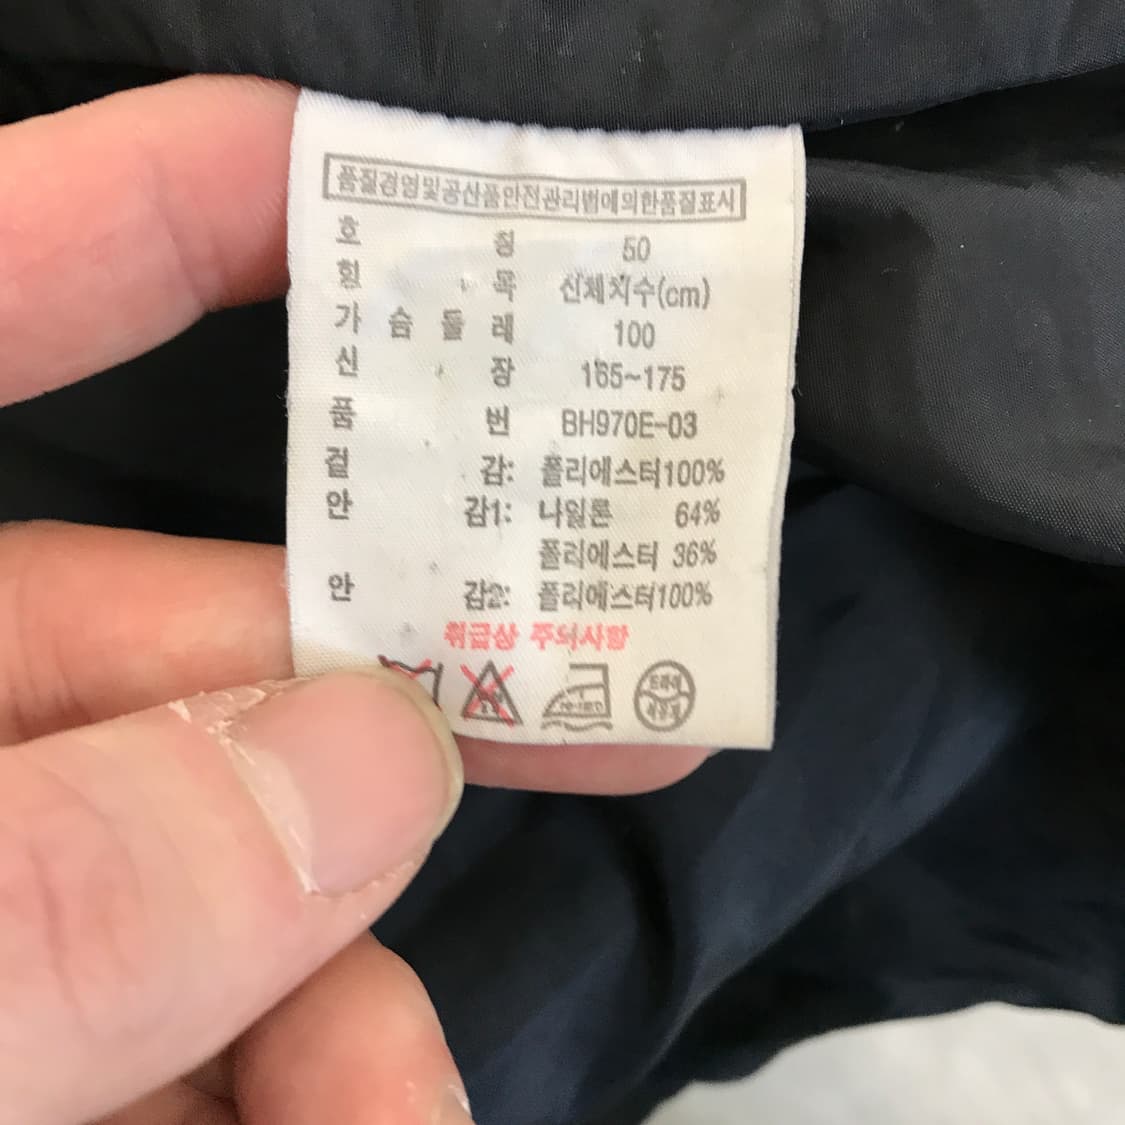 품질경영및공산품안전관리법에의한품질표시
호 칭 50
항 목 신체치수(cm)
가 슴 둘 레 100
신 장 165~175
품 번 BH970E-03
겉 감: 폴리에스터100%
안 감1: 나일론 64%
폴리에스터 36%
안 감2: 폴리에스터100%
취급상 주의사항
드라이